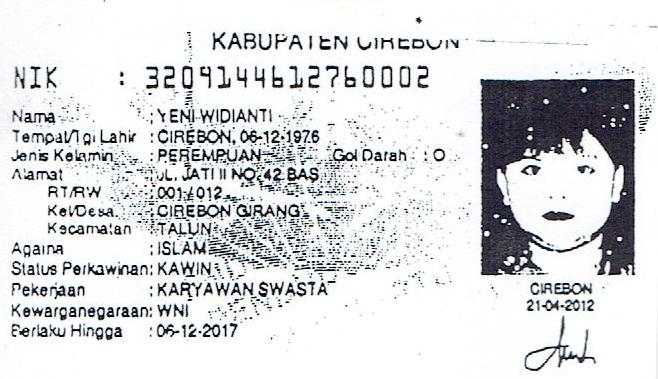 KABUPATEN CIREBON
NIK : 3209144612760002
Nama : YENI WIDIANTI
Tempat/Tgl Lahir : CIREBON, 06-12-1976
Jenis Kelamin : PEREMPUAN Gol Darah : O
Alamat : JL. JATI II NO, 42 BAS
RT/RW : 001/012
Kel/Desa : CIREBON GIRANG
Kecamatan : TALUN
Agama : ISLAM
Status Perkawinan: KAWIN
Pekerjaan : KARYAWAN SWASTA
Kewarganegaraan: WNI
Berlaku Hingga : 06-12-2017
CIREBON
21-04-2012